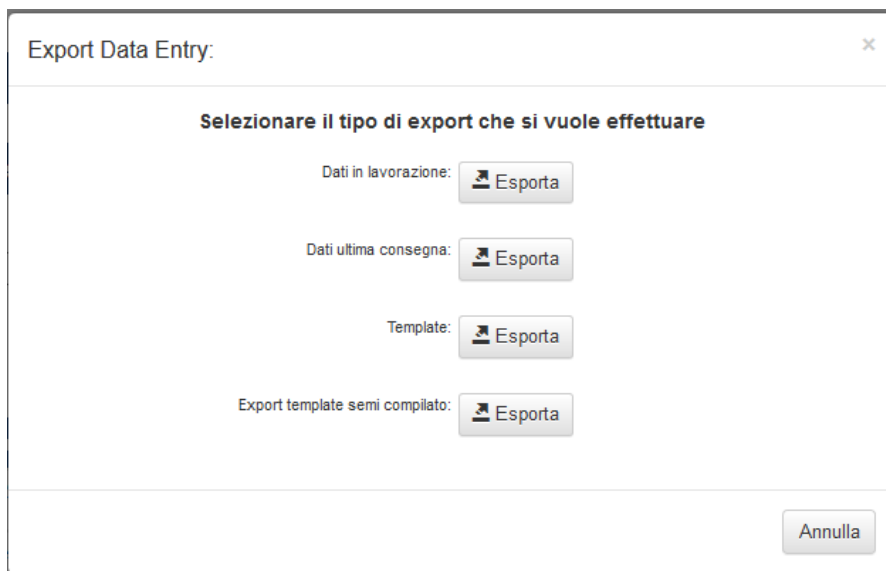 Export Data Entry:
×
Selezionare il tipo di export che si vuole effettuare
Dati in lavorazione: Esporta
Dati ultima consegna: Esporta
Template: Esporta
Export template semi compilato: Esporta
Annulla